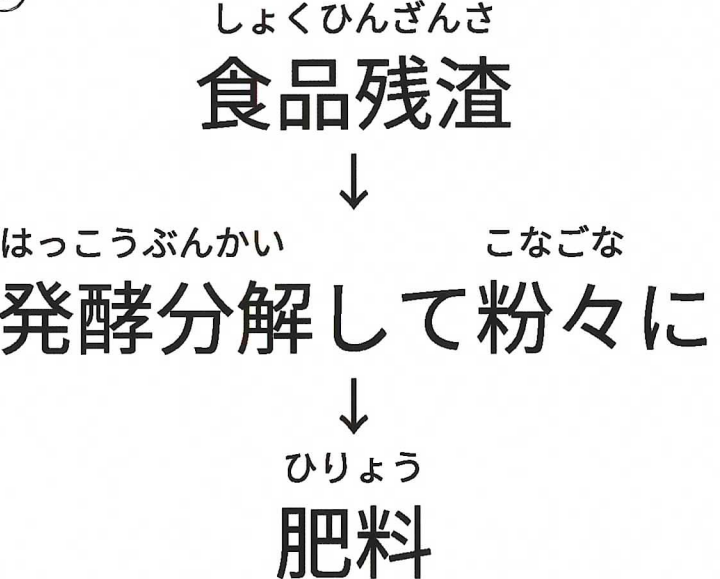 しょくひんざんさ
食品残渣
↓
はっこうぶんかい こなごな
発酵分解して粉々に
↓
ひりょう
肥料